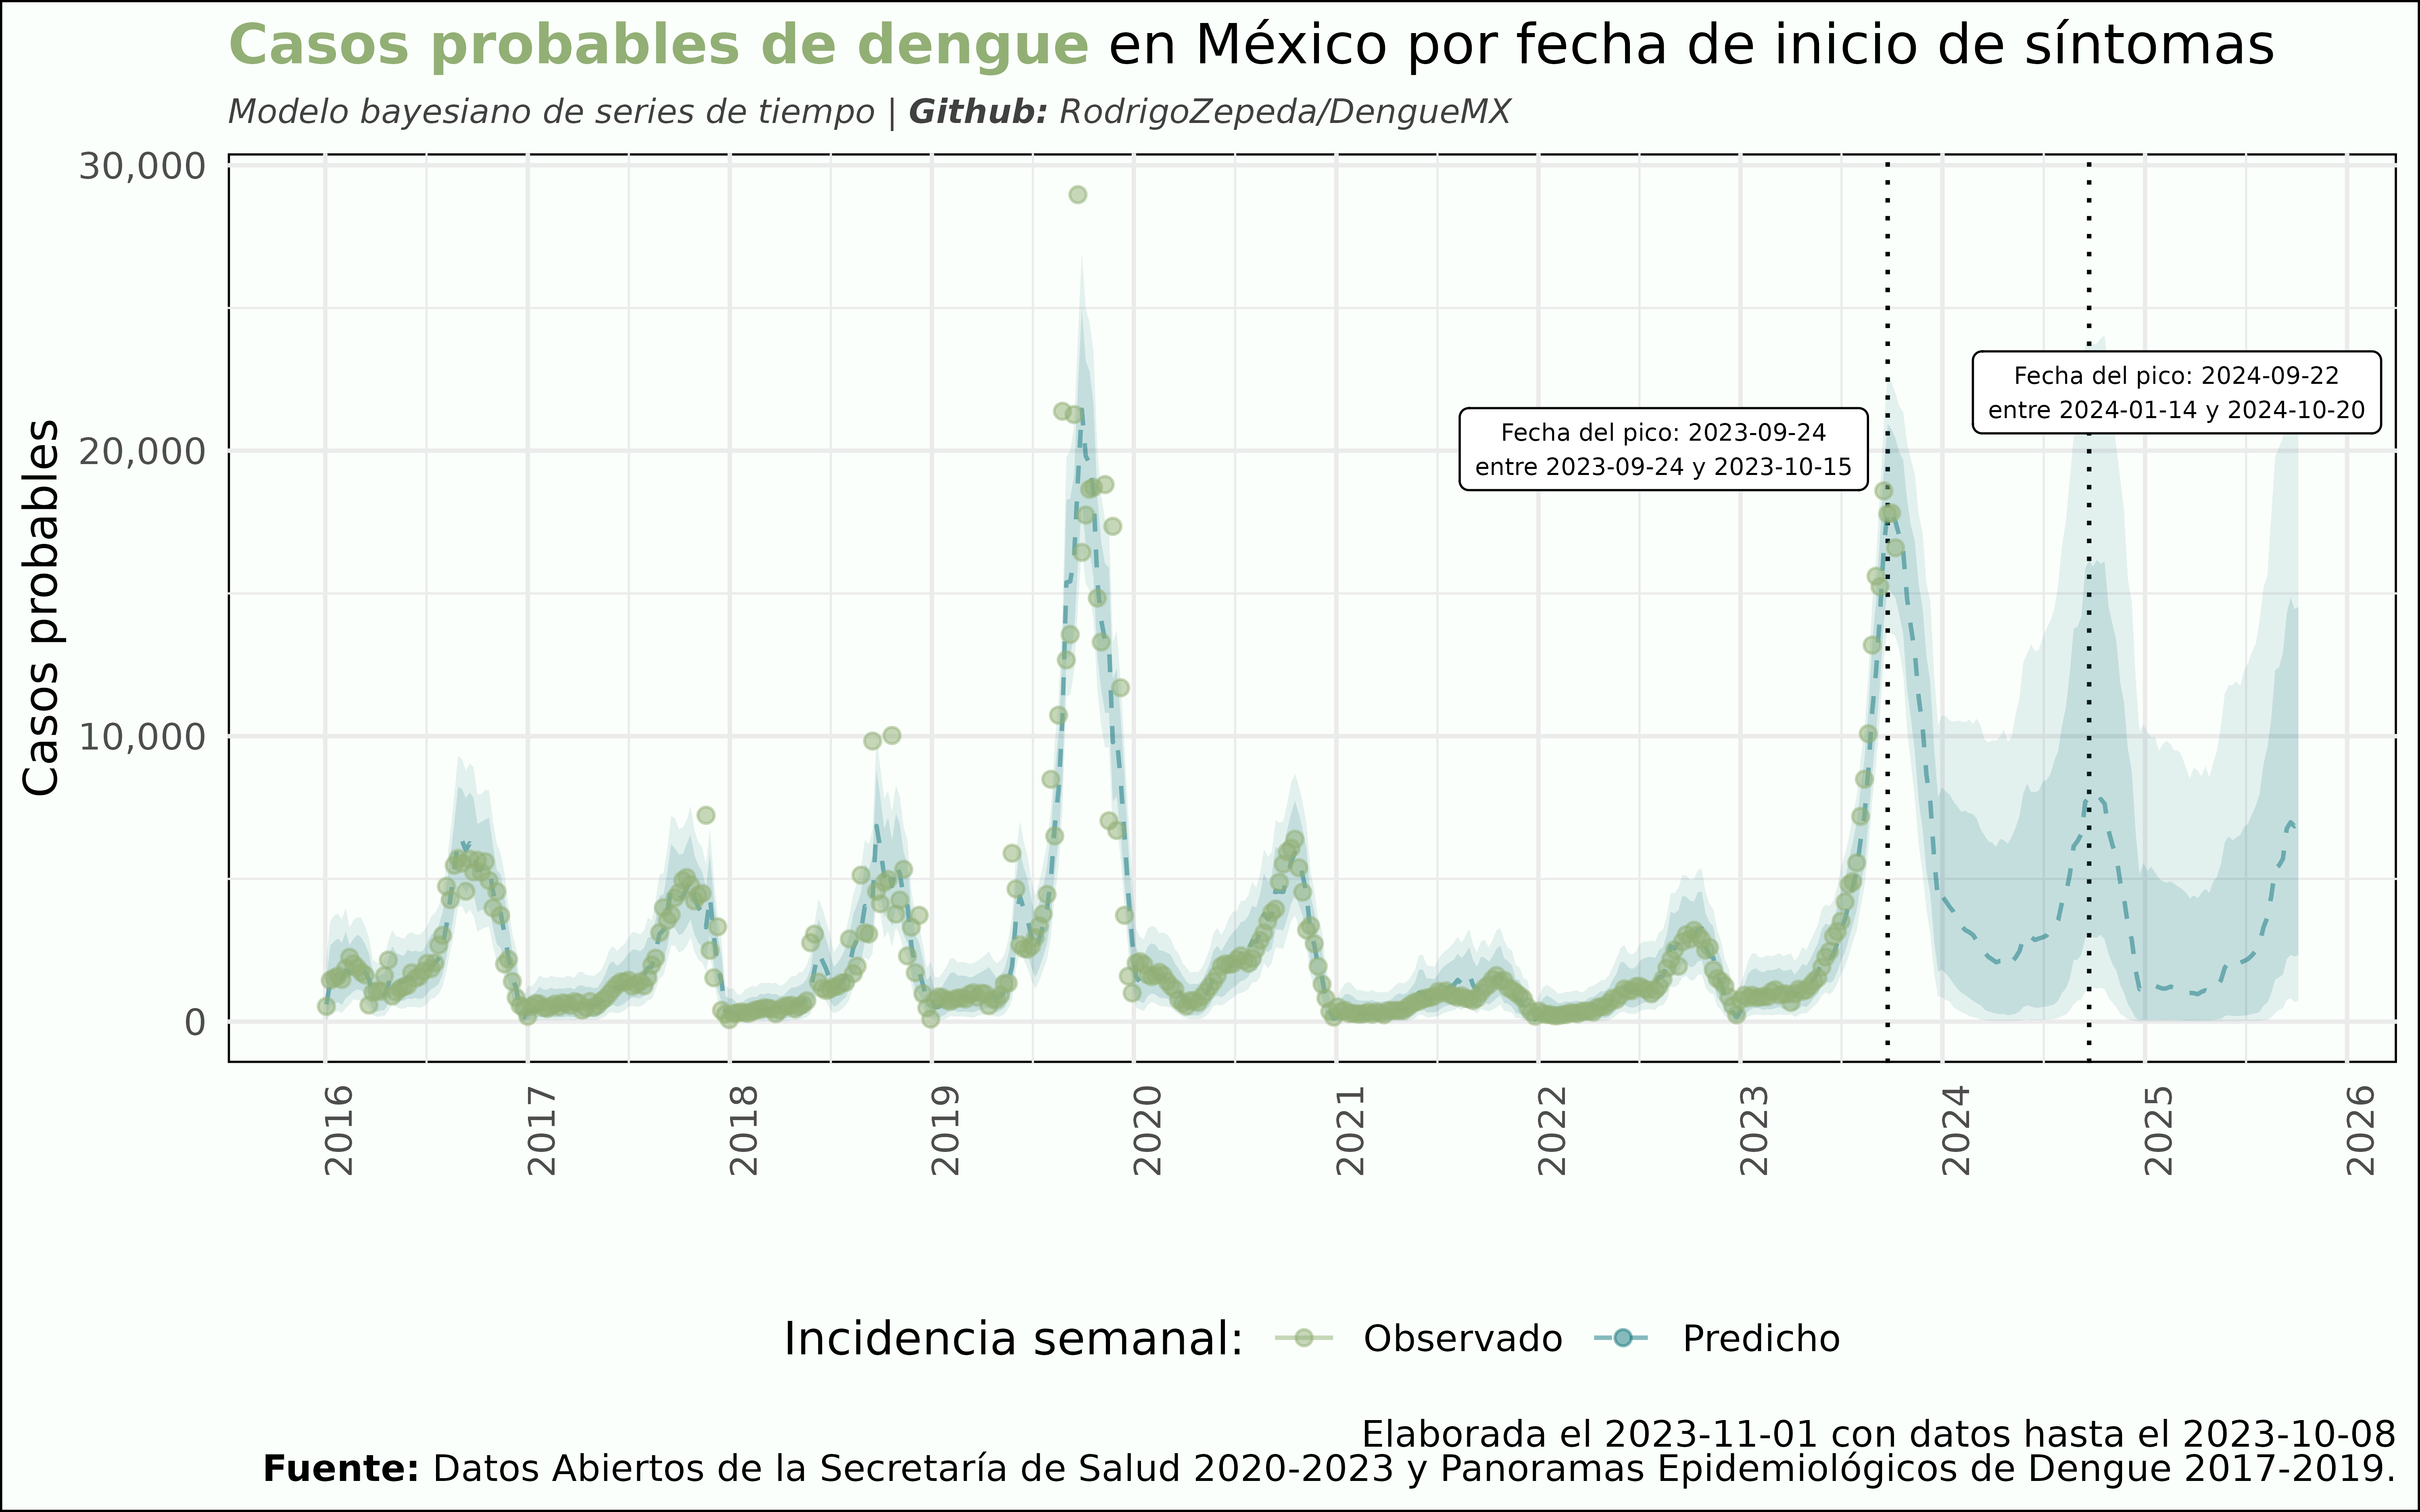 Casos probables de dengue en México por fecha de inicio de síntomas
Modelo bayesiano de series de tiempo | Github: RodrigoZepeda/DengueMX
Casos probables
30,000
20,000
10,000
0
Fecha del pico: 2023-09-24
entre 2023-09-24 y 2023-10-15
Fecha del pico: 2024-09-22
entre 2024-01-14 y 2024-10-20
2016
2017
2018
2019
2020
2021
2022
2023
2024
2025
2026
Incidencia semanal: Observado Predicho
Elaborada el 2023-11-01 con datos hasta el 2023-10-08
Fuente: Datos Abiertos de la Secretaría de Salud 2020-2023 y Panoramas Epidemiológicos de Dengue 2017-2019.